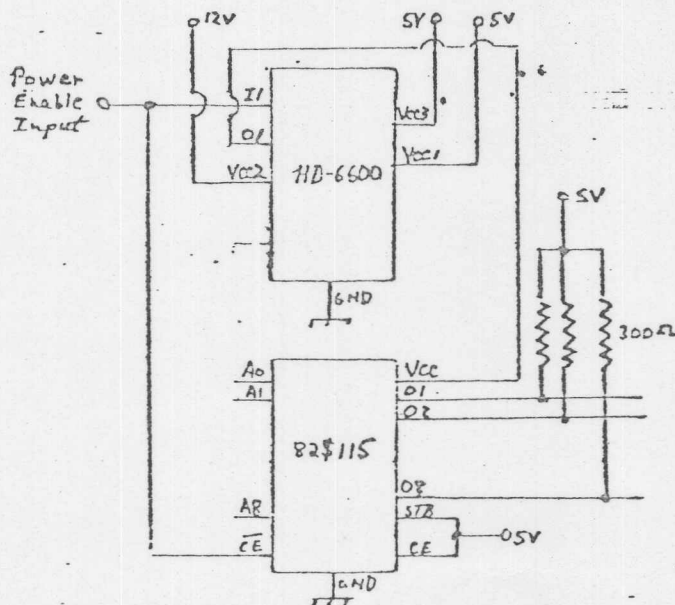 12V
5V
5V
Power
Enable
Input
I1
O1
Vcc2
Vcc3
Vcc1
HD-6600
GND
5V
300Ω
A0
A1
A8
CE
82S115
VCC
O1
O2
O8
STB
CE
5V
GND